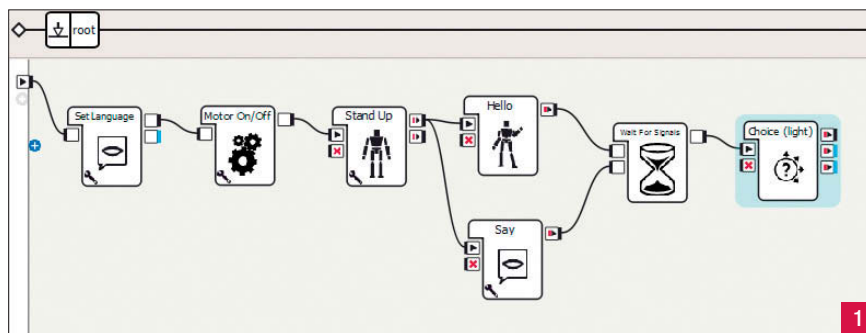 root
Set Language
Motor On/Off
Stand Up
Hello
Say
Wait For Signals
Choice (light)
?
1